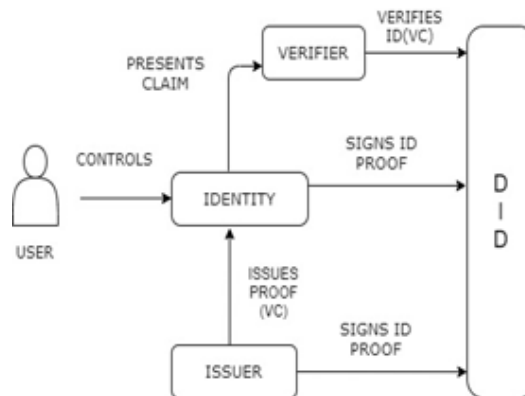 VERIFIES
ID(VC)
PRESENTS
CLAIM
VERIFIER
CONTROLS
SIGNS ID
PROOF
IDENTITY
USER
ISSUES
PROOF
(VC)
SIGNS ID
PROOF
ISSUER
D
I
D